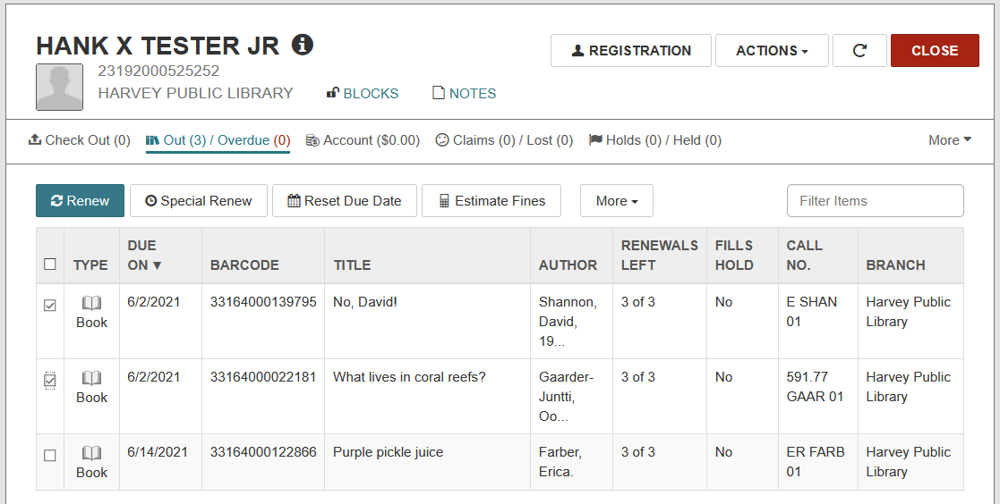 HANK X TESTER JR
23192000525252
HARVEY PUBLIC LIBRARY BLOCKS NOTES
REGISTRATION ACTIONS CLOSE
Check Out (0) Out (3) / Overdue (0) Account ($0.00) Claims (0) / Lost (0) Holds (0) / Held (0) More
Renew Special Renew Reset Due Date Estimate Fines More Filter Items
TYPE DUE ON ▼ BARCODE TITLE AUTHOR RENEWALS LEFT FILLS HOLD CALL NO. BRANCH
Book 6/2/2021 33164000139795 No, David! Shannon, David, 19... 3 of 3 No E SHAN 01 Harvey Public Library
Book 6/2/2021 33164000022181 What lives in coral reefs? Gaarder-Juntti, Oo... 3 of 3 No 591.77 GAAR 01 Harvey Public Library
Book 6/14/2021 33164000122866 Purple pickle juice Farber, Erica. 3 of 3 No ER FARB 01 Harvey Public Library